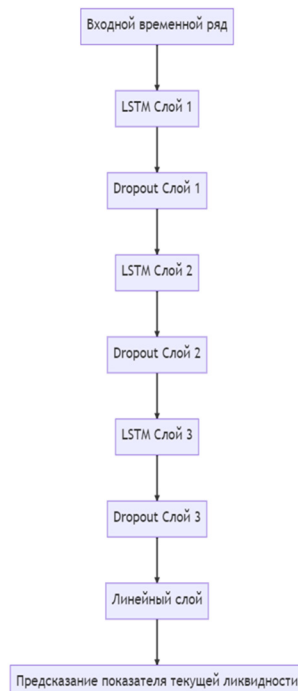 Входной временной ряд
LSTM Слой 1
Dropout Слой 1
LSTM Слой 2
Dropout Слой 2
LSTM Слой 3
Dropout Слой 3
Линейный слой
Предсказание показателя текущей ликвидности